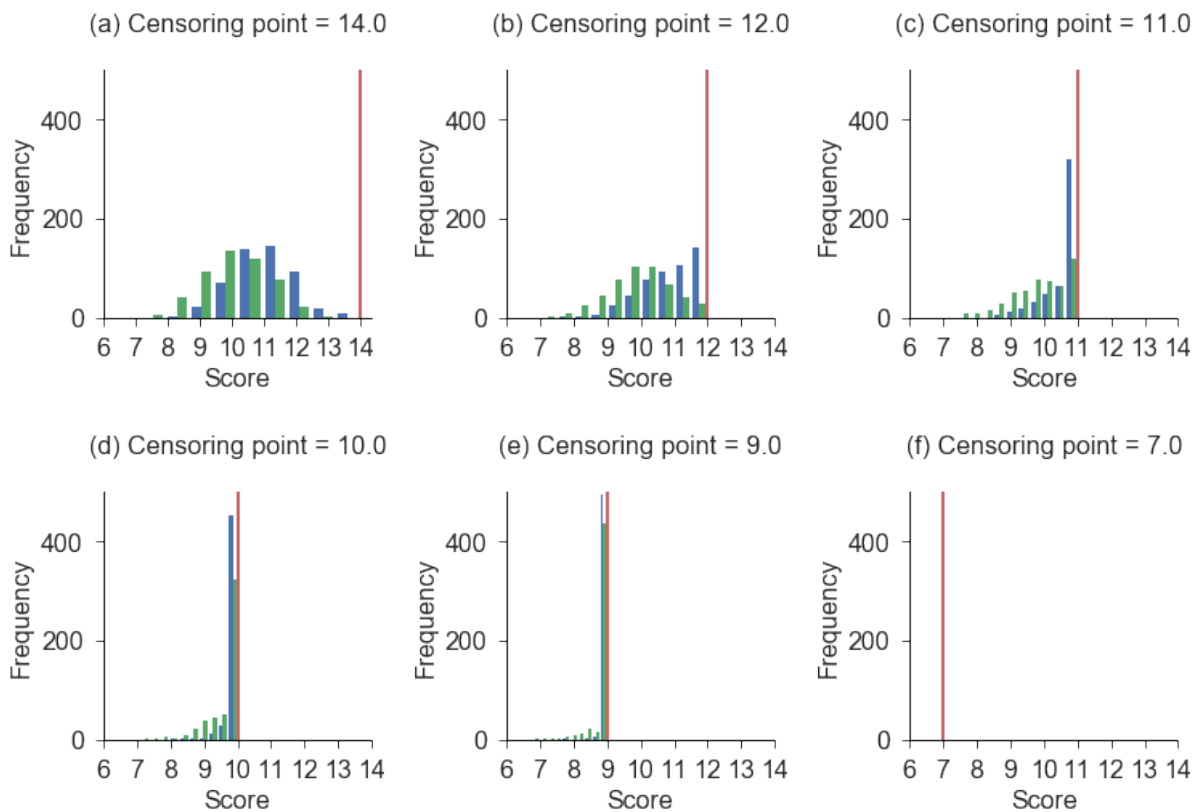 (a) Censoring point = 14.0
(b) Censoring point = 12.0
(c) Censoring point = 11.0
400
200
0
Frequency
6 7 8 9 10 11 12 13 14
Score
400
200
0
Frequency
6 7 8 9 10 11 12 13 14
Score
400
200
0
Frequency
6 7 8 9 10 11 12 13 14
Score
(d) Censoring point = 10.0
(e) Censoring point = 9.0
(f) Censoring point = 7.0
400
200
0
Frequency
6 7 8 9 10 11 12 13 14
Score
400
200
0
Frequency
6 7 8 9 10 11 12 13 14
Score
400
200
0
Frequency
6 7 8 9 10 11 12 13 14
Score